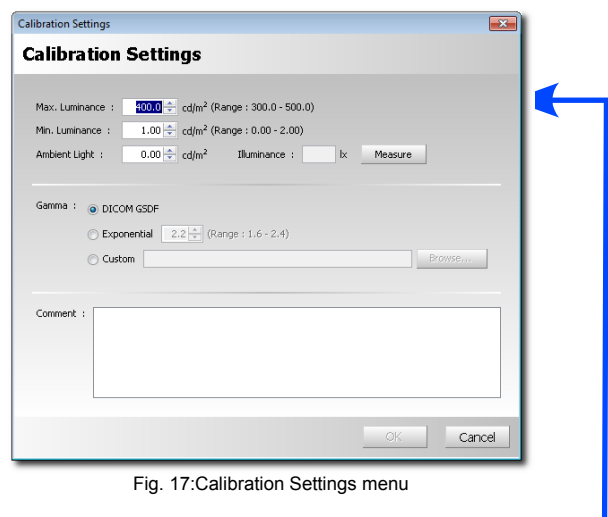 Calibration Settings
Calibration Settings
Max. Luminance : 400.0 cd/m² (Range : 300.0 - 500.0)
Min. Luminance : 1.00 cd/m² (Range : 0.00 - 2.00)
Ambient Light : 0.00 cd/m² Illuminance : lx Measure
Gamma : DICOM GSDF
Exponential 2.2 (Range : 1.6 - 2.4)
Custom Browse...
Comment :
OK Cancel
Fig. 17:Calibration Settings menu